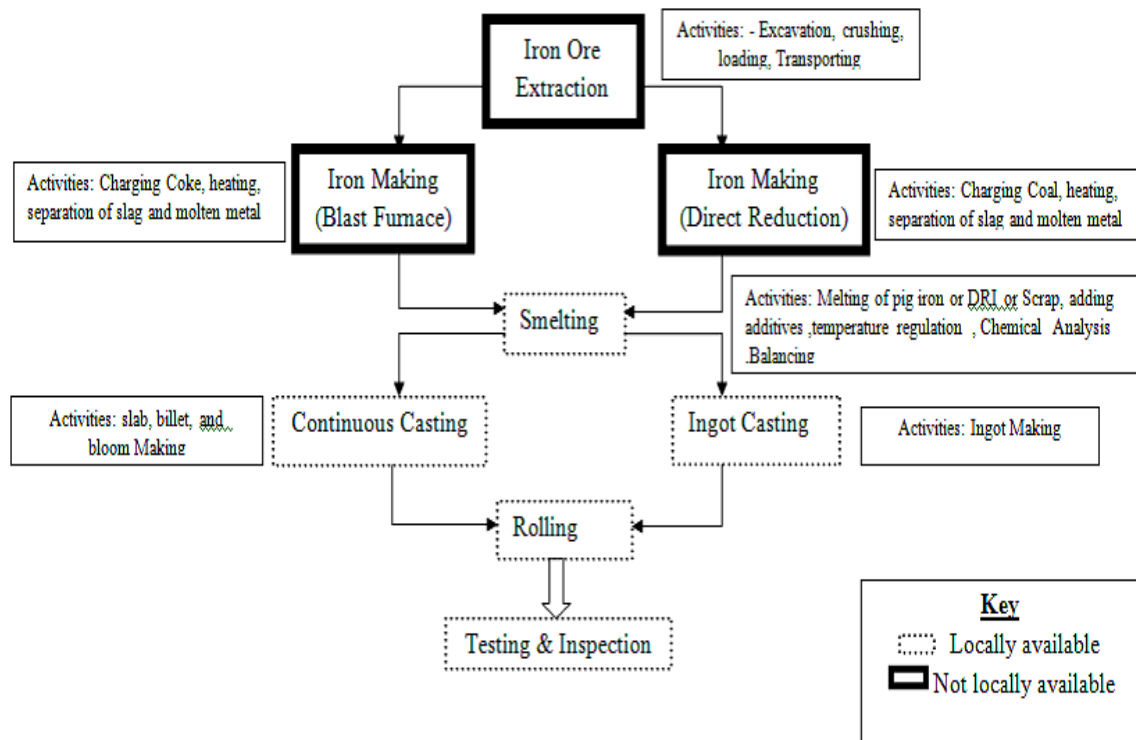 Iron Ore
Extraction
Activities: - Excavation, crushing,
loading, Transporting
Activities: Charging Coke, heating,
separation of slag and molten metal
Iron Making
(Blast Furnace)
Iron Making
(Direct Reduction)
Activities: Charging Coal, heating,
separation of slag and molten metal
Smelting
Activities: Melting of pig iron or DRI or Scrap, adding
additives ,temperature regulation , Chemical Analysis
.Balancing
Activities: slab, billet, and
bloom Making
Continuous Casting
Ingot Casting
Activities: Ingot Making
Rolling
Testing & Inspection
Key
Locally available
Not locally available